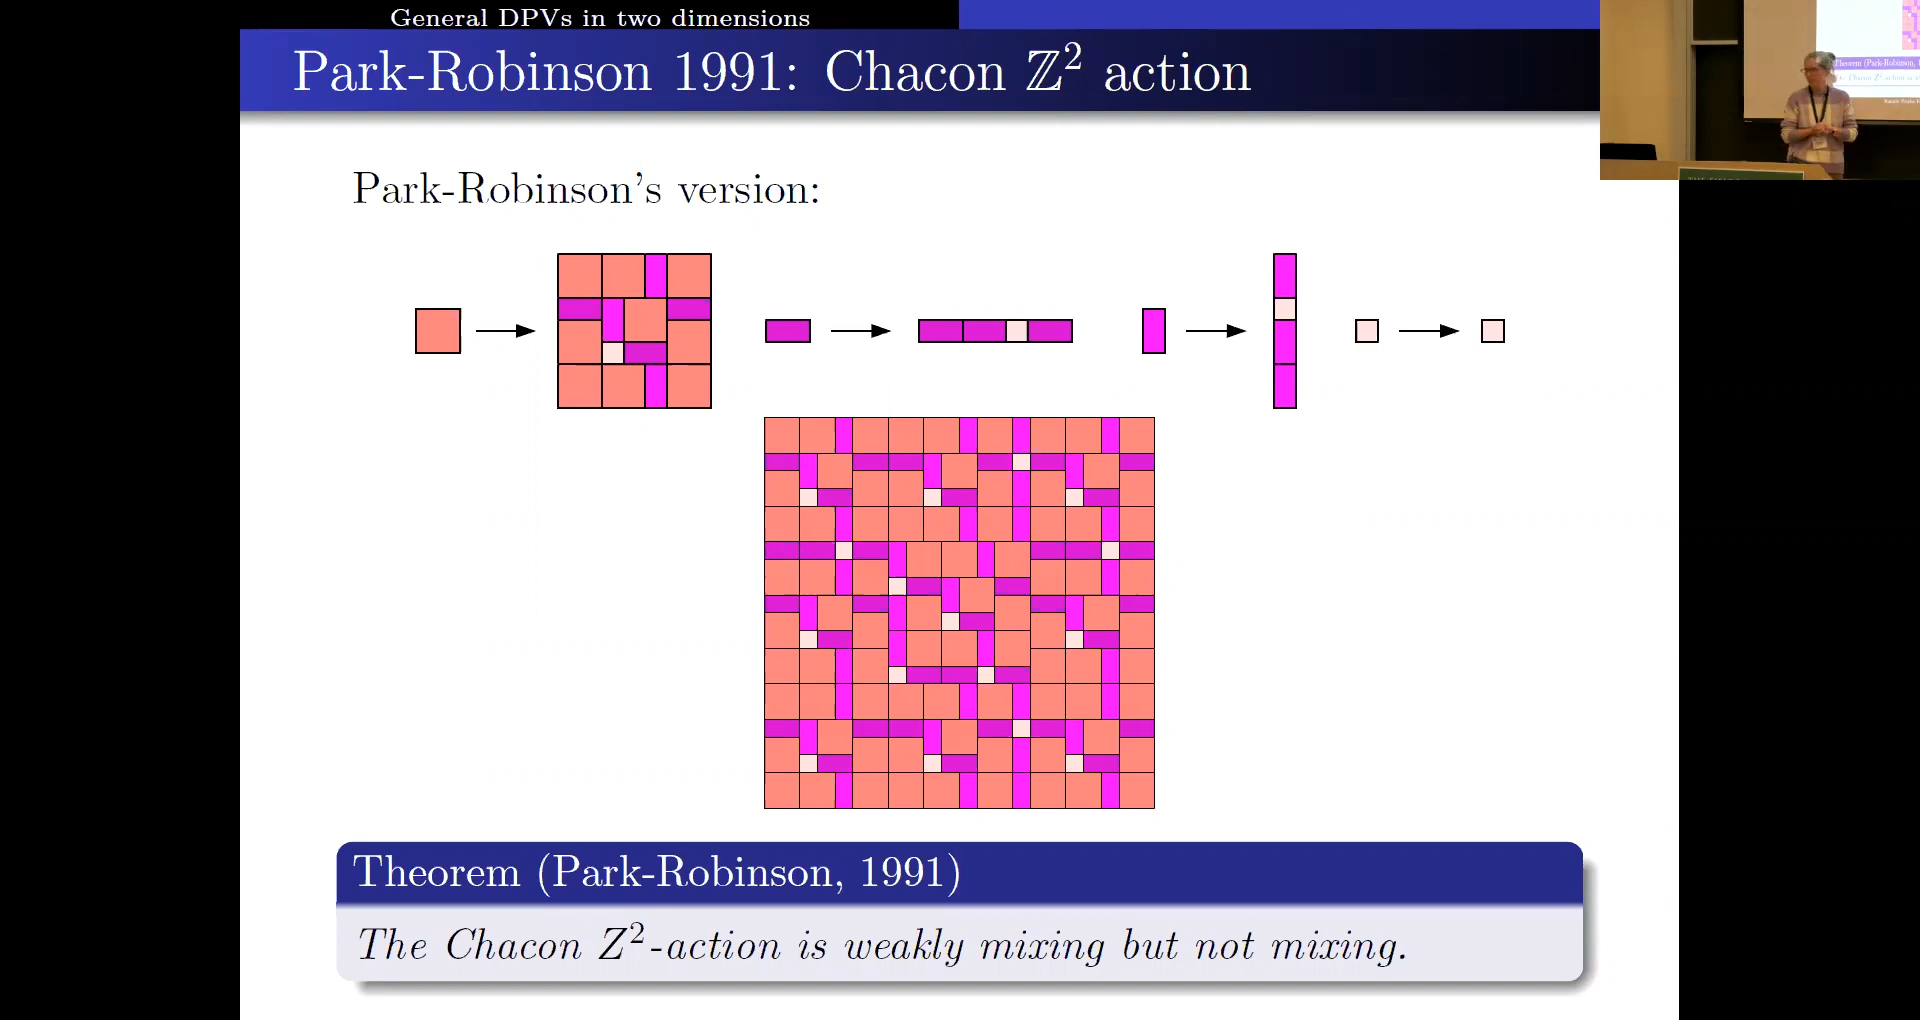 General DPVs in two dimensions
Park-Robinson 1991: Chacon ℤ² action
Park-Robinson's version:
Theorem (Park-Robinson, 1991)
The Chacon Z²-action is weakly mixing but not mixing.